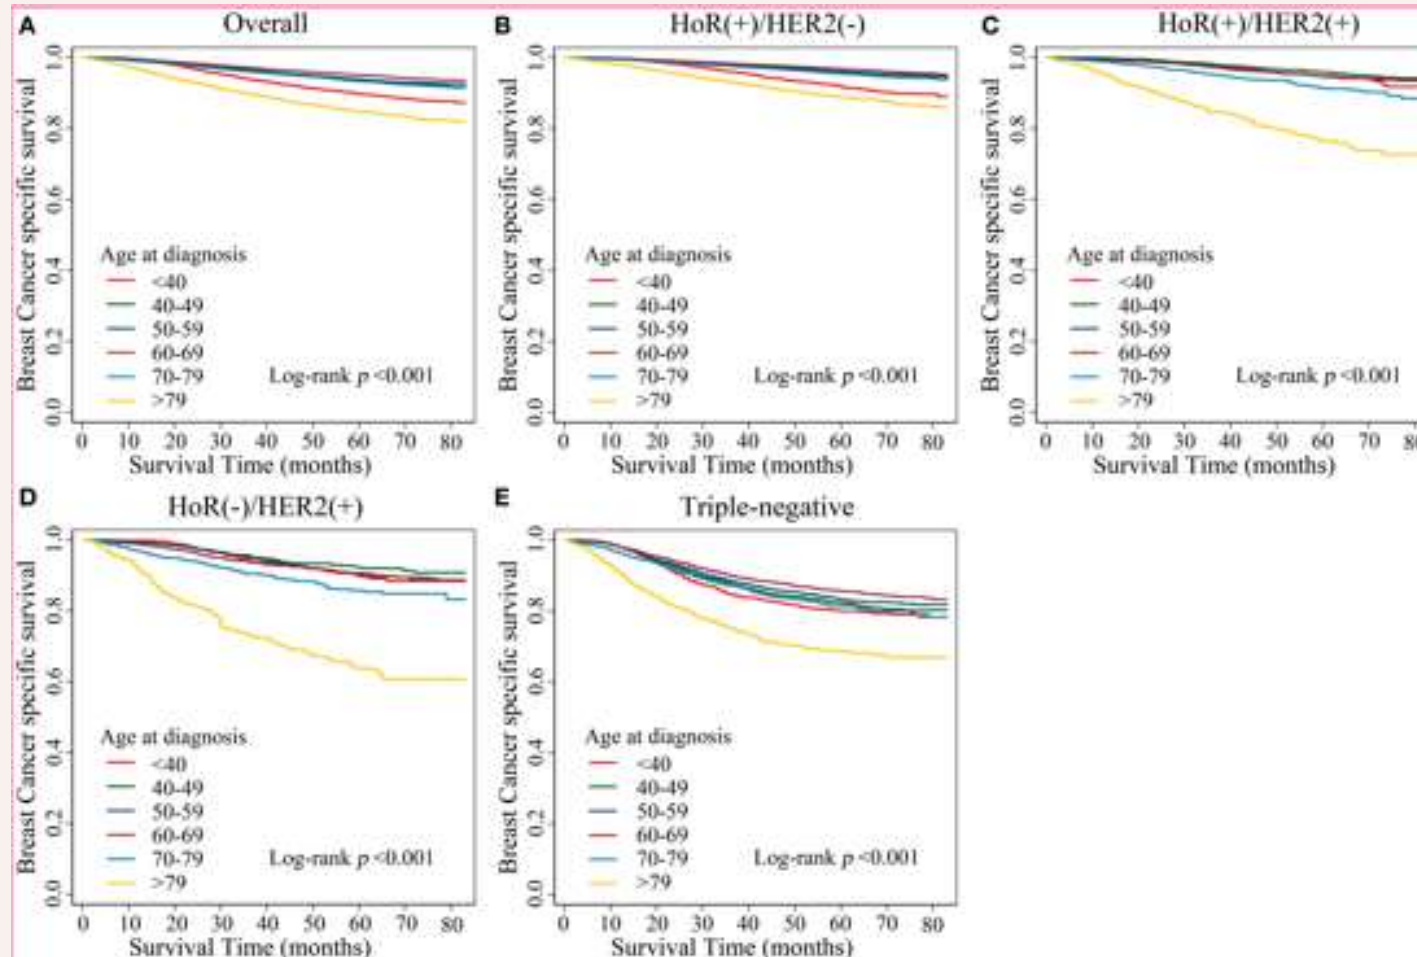 A Overall
Breast Cancer specific survival
1.0
0.8
0.6
0.4
0.2
0.0
Age at diagnosis
<40
40-49
50-59
60-69
70-79
>79
Log-rank p <0.001
0 10 20 30 40 50 60 70 80
Survival Time (months)
B HoR(+)/HER2(-)
Breast Cancer specific survival
1.0
0.8
0.6
0.4
0.2
0.0
Age at diagnosis
<40
40-49
50-59
60-69
70-79
>79
Log-rank p <0.001
0 10 20 30 40 50 60 70 80
Survival Time (months)
C HoR(+)/HER2(+)
Breast Cancer specific survival
1.0
0.8
0.6
0.4
0.2
0.0
Age at diagnosis
<40
40-49
50-59
60-69
70-79
>79
Log-rank p <0.001
0 10 20 30 40 50 60 70 80
Survival Time (months)
D HoR(-)/HER2(+)
Breast Cancer specific survival
1.0
0.8
0.6
0.4
0.2
0.0
Age at diagnosis
<40
40-49
50-59
60-69
70-79
>79
Log-rank p <0.001
0 10 20 30 40 50 60 70 80
Survival Time (months)
E Triple-negative
Breast Cancer specific survival
1.0
0.8
0.6
0.4
0.2
0.0
Age at diagnosis
<40
40-49
50-59
60-69
70-79
>79
Log-rank p <0.001
0 10 20 30 40 50 60 70 80
Survival Time (months)